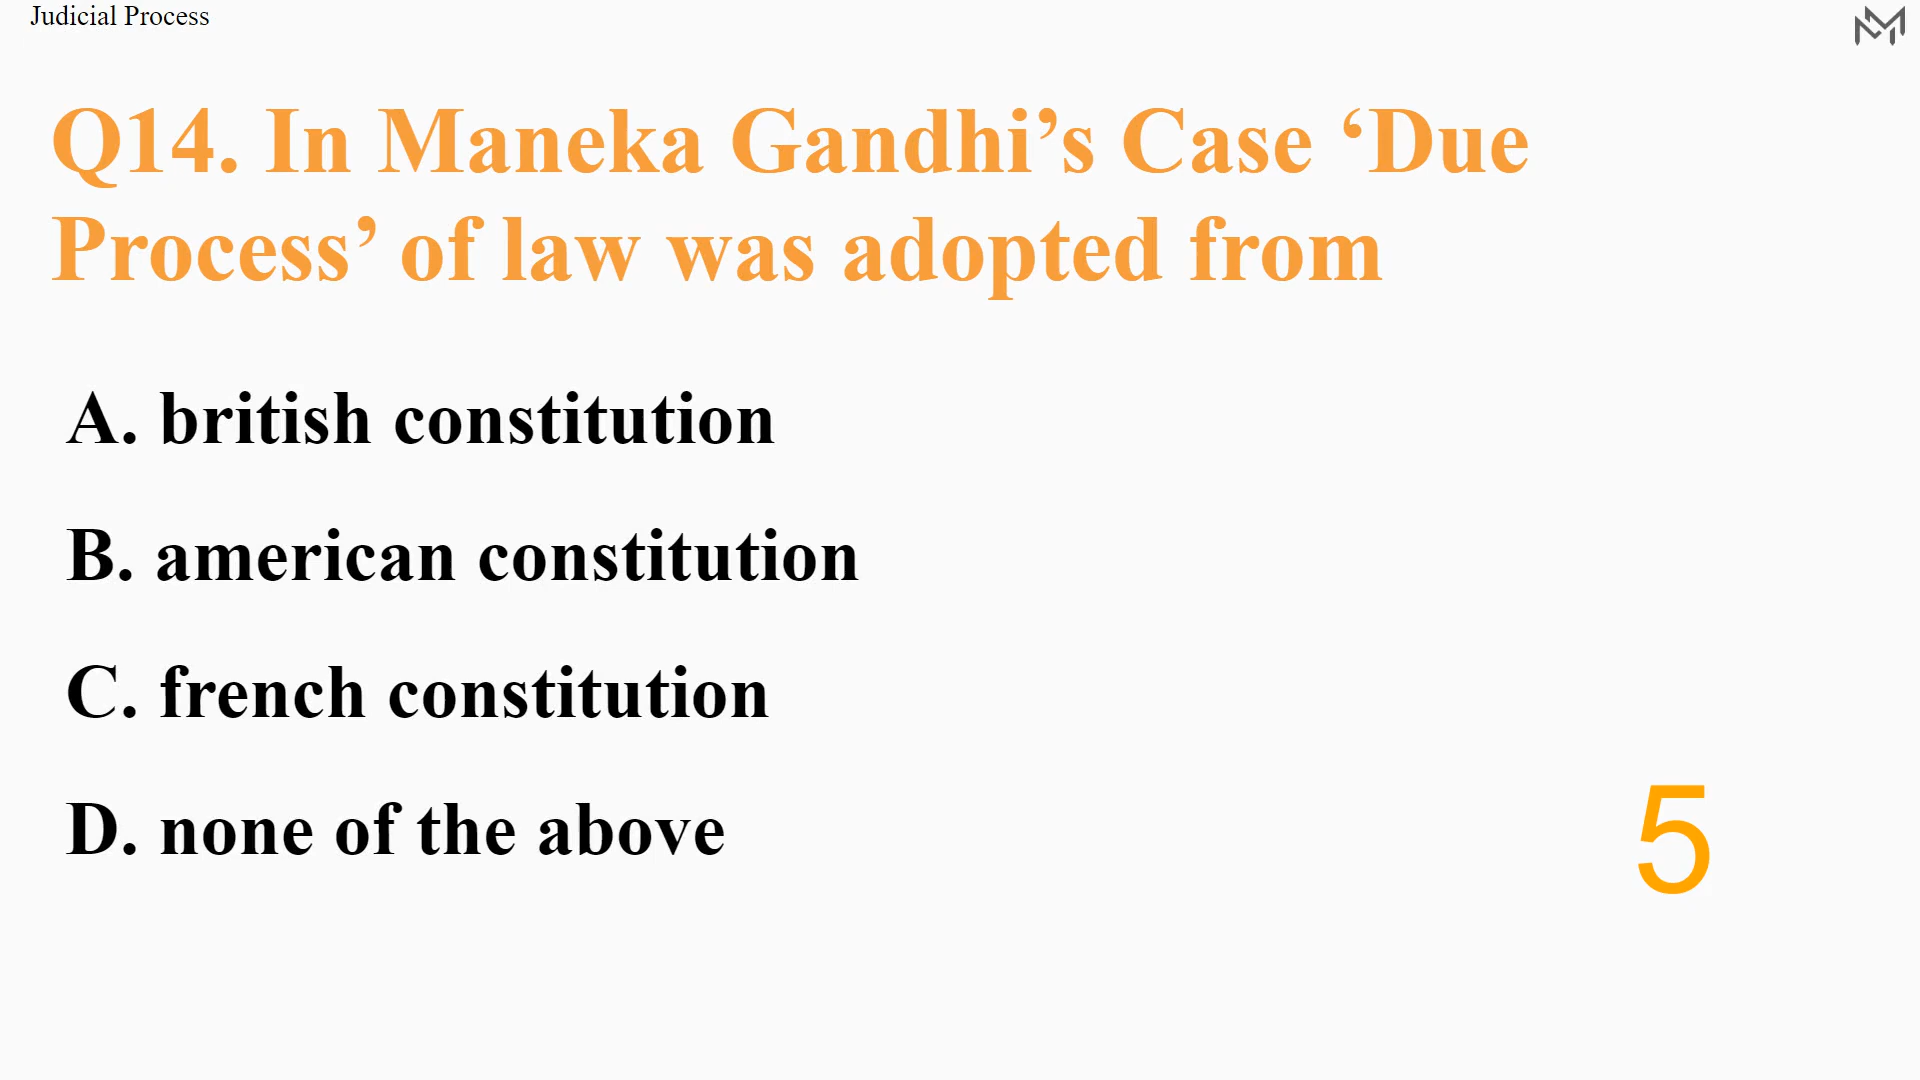 Judicial Process
Q14. In Maneka Gandhi’s Case ‘Due
Process’ of law was adopted from
A. british constitution
B. american constitution
C. french constitution
D. none of the above
5